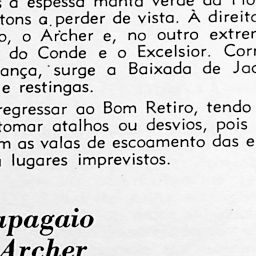 a espessa manta verde da Flo
tons a perder de vista. À direito
o, o Archer e, no outro extrem
do Conde e o Excelsior. Corr
ança, surge a Baixada de Jac
e restingas.
regressar ao Bom Retiro, tendo
tomar atalhos ou desvios, pois
m as valas de escoamento das e
lugares imprevistos.
apagaio
Archer